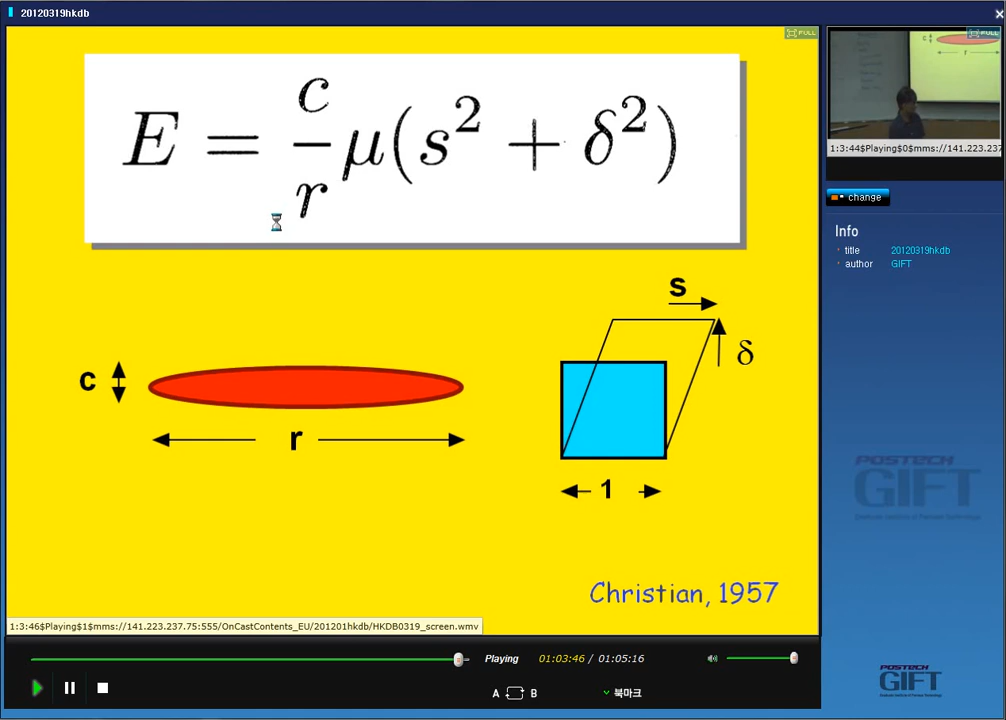 20120319hkdb
FULL
E = c/r μ(s² + δ²)
s
δ
c
r
1
Christian, 1957
1:3:46$Playing$1$mms://141.223.237.75:555/OnCastContents_EU/201201hkdb/HKDB0319_screen.wmv
Playing 01:03:46 / 01:05:16
A B
북마크
FULL
c
r
1:3:44$Playing$0$mms://141.223.237
change
Info
title 20120319hkdb
author GIFT
POSTECH
GIFT
POSTECH
GIFT